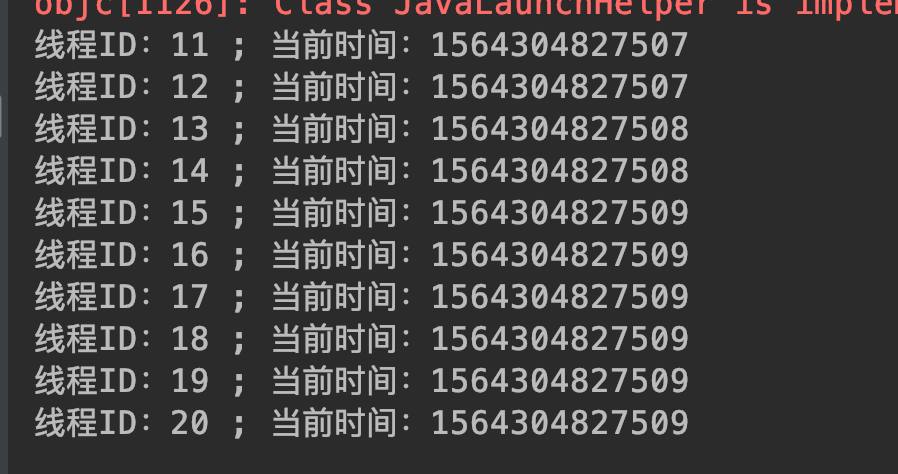 objc[1126]: Class JavaLaunchHelper is implem
线程ID：11 ; 当前时间：1564304827507
线程ID：12 ; 当前时间：1564304827507
线程ID：13 ; 当前时间：1564304827508
线程ID：14 ; 当前时间：1564304827508
线程ID：15 ; 当前时间：1564304827509
线程ID：16 ; 当前时间：1564304827509
线程ID：17 ; 当前时间：1564304827509
线程ID：18 ; 当前时间：1564304827509
线程ID：19 ; 当前时间：1564304827509
线程ID：20 ; 当前时间：1564304827509